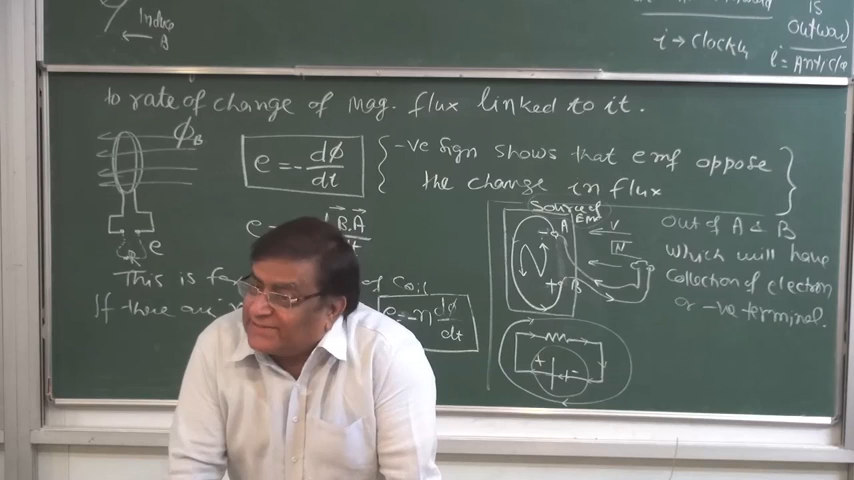 Induce
B
is
outward
i → clockw
i = Anticlo
to rate of change of Mag. flux linked to it.
ϕB
e = - dϕ/dt
-ve sign shows that emf oppose
the change in flux
B.A
e
R
This is fo
of coil
If there are
e = -n dϕ/dt
Source of
Emf
- A
V
N
+ B
+ -
Out of A & B
which will have
collection of electron
or -ve terminal.